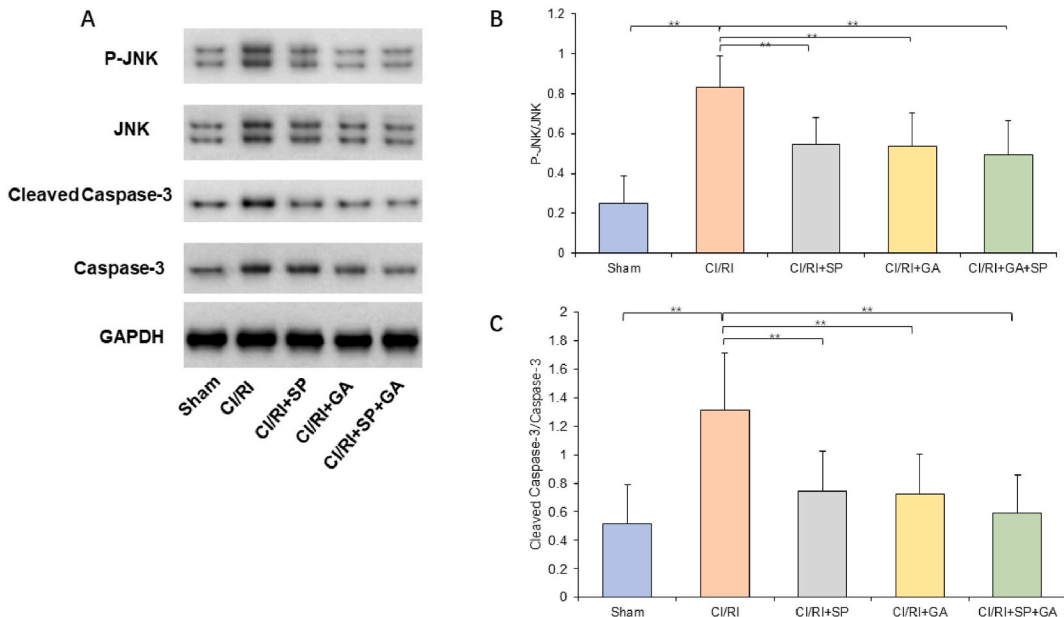 A
P-JNK
JNK
Cleaved Caspase-3
Caspase-3
GAPDH
Sham
CI/RI
CI/RI+SP
CI/RI+GA
CI/RI+SP+GA
B
P-JNK/JNK
1.2
1
0.8
0.6
0.4
0.2
0
**
**
**
**
Sham
CI/RI
CI/RI+SP
CI/RI+GA
CI/RI+GA+SP
C
Cleaved Caspase-3/Caspase-3
2
1.8
1.6
1.4
1.2
1
0.8
0.6
0.4
0.2
0
**
**
**
**
Sham
CI/RI
CI/RI+SP
CI/RI+GA
CI/RI+SP+GA